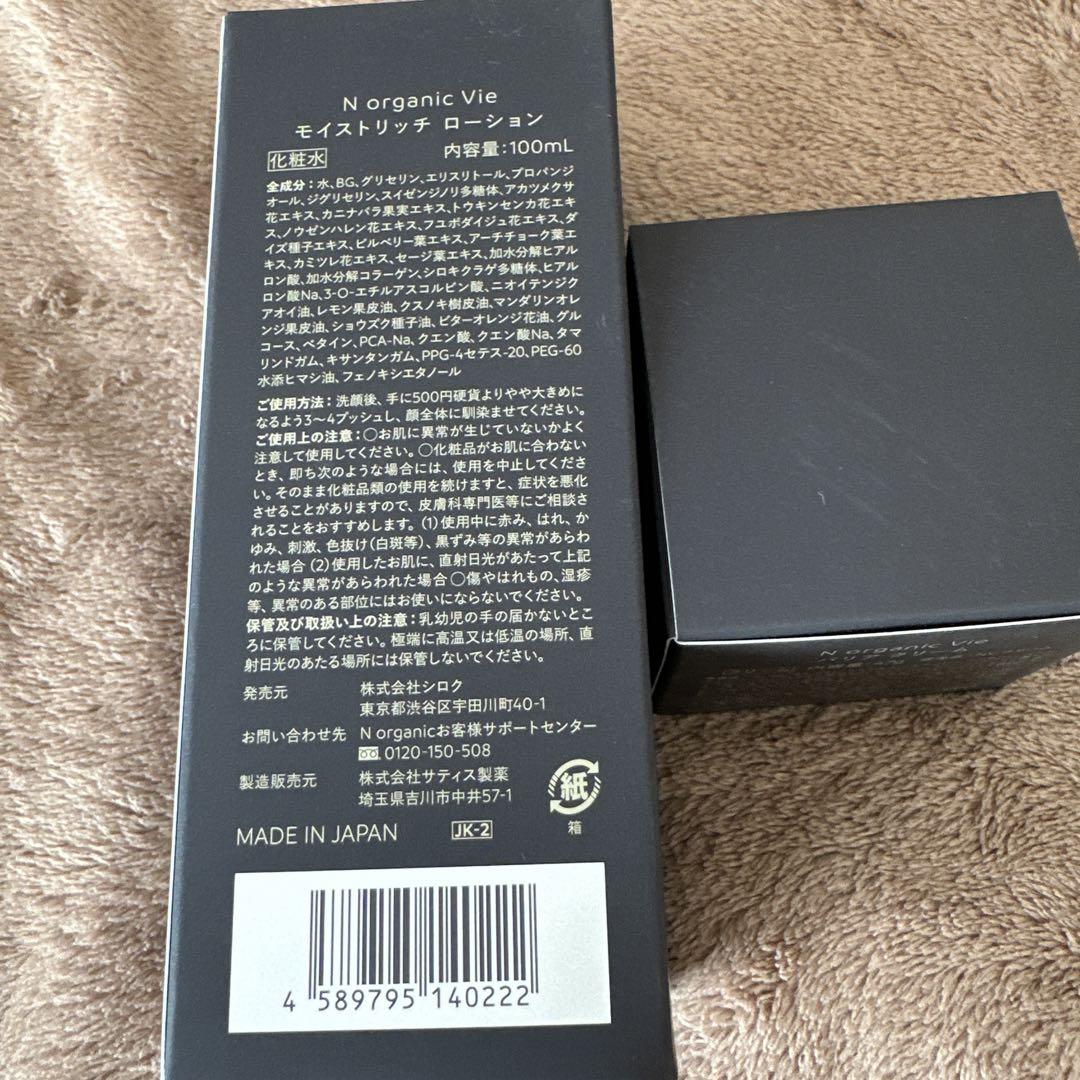 N organic Vie
モイストリッチ ローション
化粧水
内容量:100mL
全成分:水、BG、グリセリン、エリスリトール、プロパンジ
オール、ジグリセリン、スイゼンジノリ多糖体、アカツメクサ
花エキス、カニナバラ果実エキス、トウキンセンカ花エキ
ス、ノウゼンハレン花エキス、フユボダイジュ花エキス、ダ
イズ種子エキス、ビルベリー葉エキス、アーチチョーク葉エ
キス、カミツレ花エキス、セージ葉エキス、加水分解ヒアル
ロン酸、加水分解コラーゲン、シロキクラゲ多糖体、ヒアル
ロン酸Na、3-O-エチルアスコルビン酸、ニオイテンジク
アオイ油、レモン果皮油、クスノキ樹皮油、マンダリンオレ
ンジ果皮油、ショウズク種子油、ビターオレンジ花油、グル
コース、ベタイン、PCA-Na、クエン酸、クエン酸Na、タマ
リンドガム、キサンタンガム、PPG-4セテス-20、PEG-60
水添ヒマシ油、フェノキシエタノール
ご使用方法:洗顔後、手に500円硬貨よりやや大きめに
なるよう3〜4プッシュし、顔全体に馴染ませてください。
ご使用上の注意:○お肌に異常が生じていないかよく
注意して使用してください。○化粧品がお肌に合わない
とき、即ち次のような場合には、使用を中止してくださ
い。そのまま化粧品類の使用を続けますと、症状を悪化
させることがありますので、皮膚科専門医等にご相談さ
れることをおすすめします。(1)使用中に赤み、はれ、か
ゆみ、刺激、色抜け(白斑等)、黒ずみ等の異常があらわ
れた場合 (2)使用したお肌に、直射日光があたって上記
のような異常があらわれた場合 ○傷やはれもの、湿疹
等、異常のある部位にはお使いにならないでください。
保管及び取扱い上の注意:乳幼児の手の届かないとこ
ろに保管してください。極端に高温又は低温の場所、直
射日光のあたる場所には保管しないでください。
発売元 株式会社シロク
東京都渋谷区宇田川町40-1
お問い合わせ先 N organicお客様サポートセンター
0120-150-508
製造販売元 株式会社サティス製薬
埼玉県吉川市中井57-1
紙
箱
MADE IN JAPAN JK-2
4 589795 140222
N organic Vie